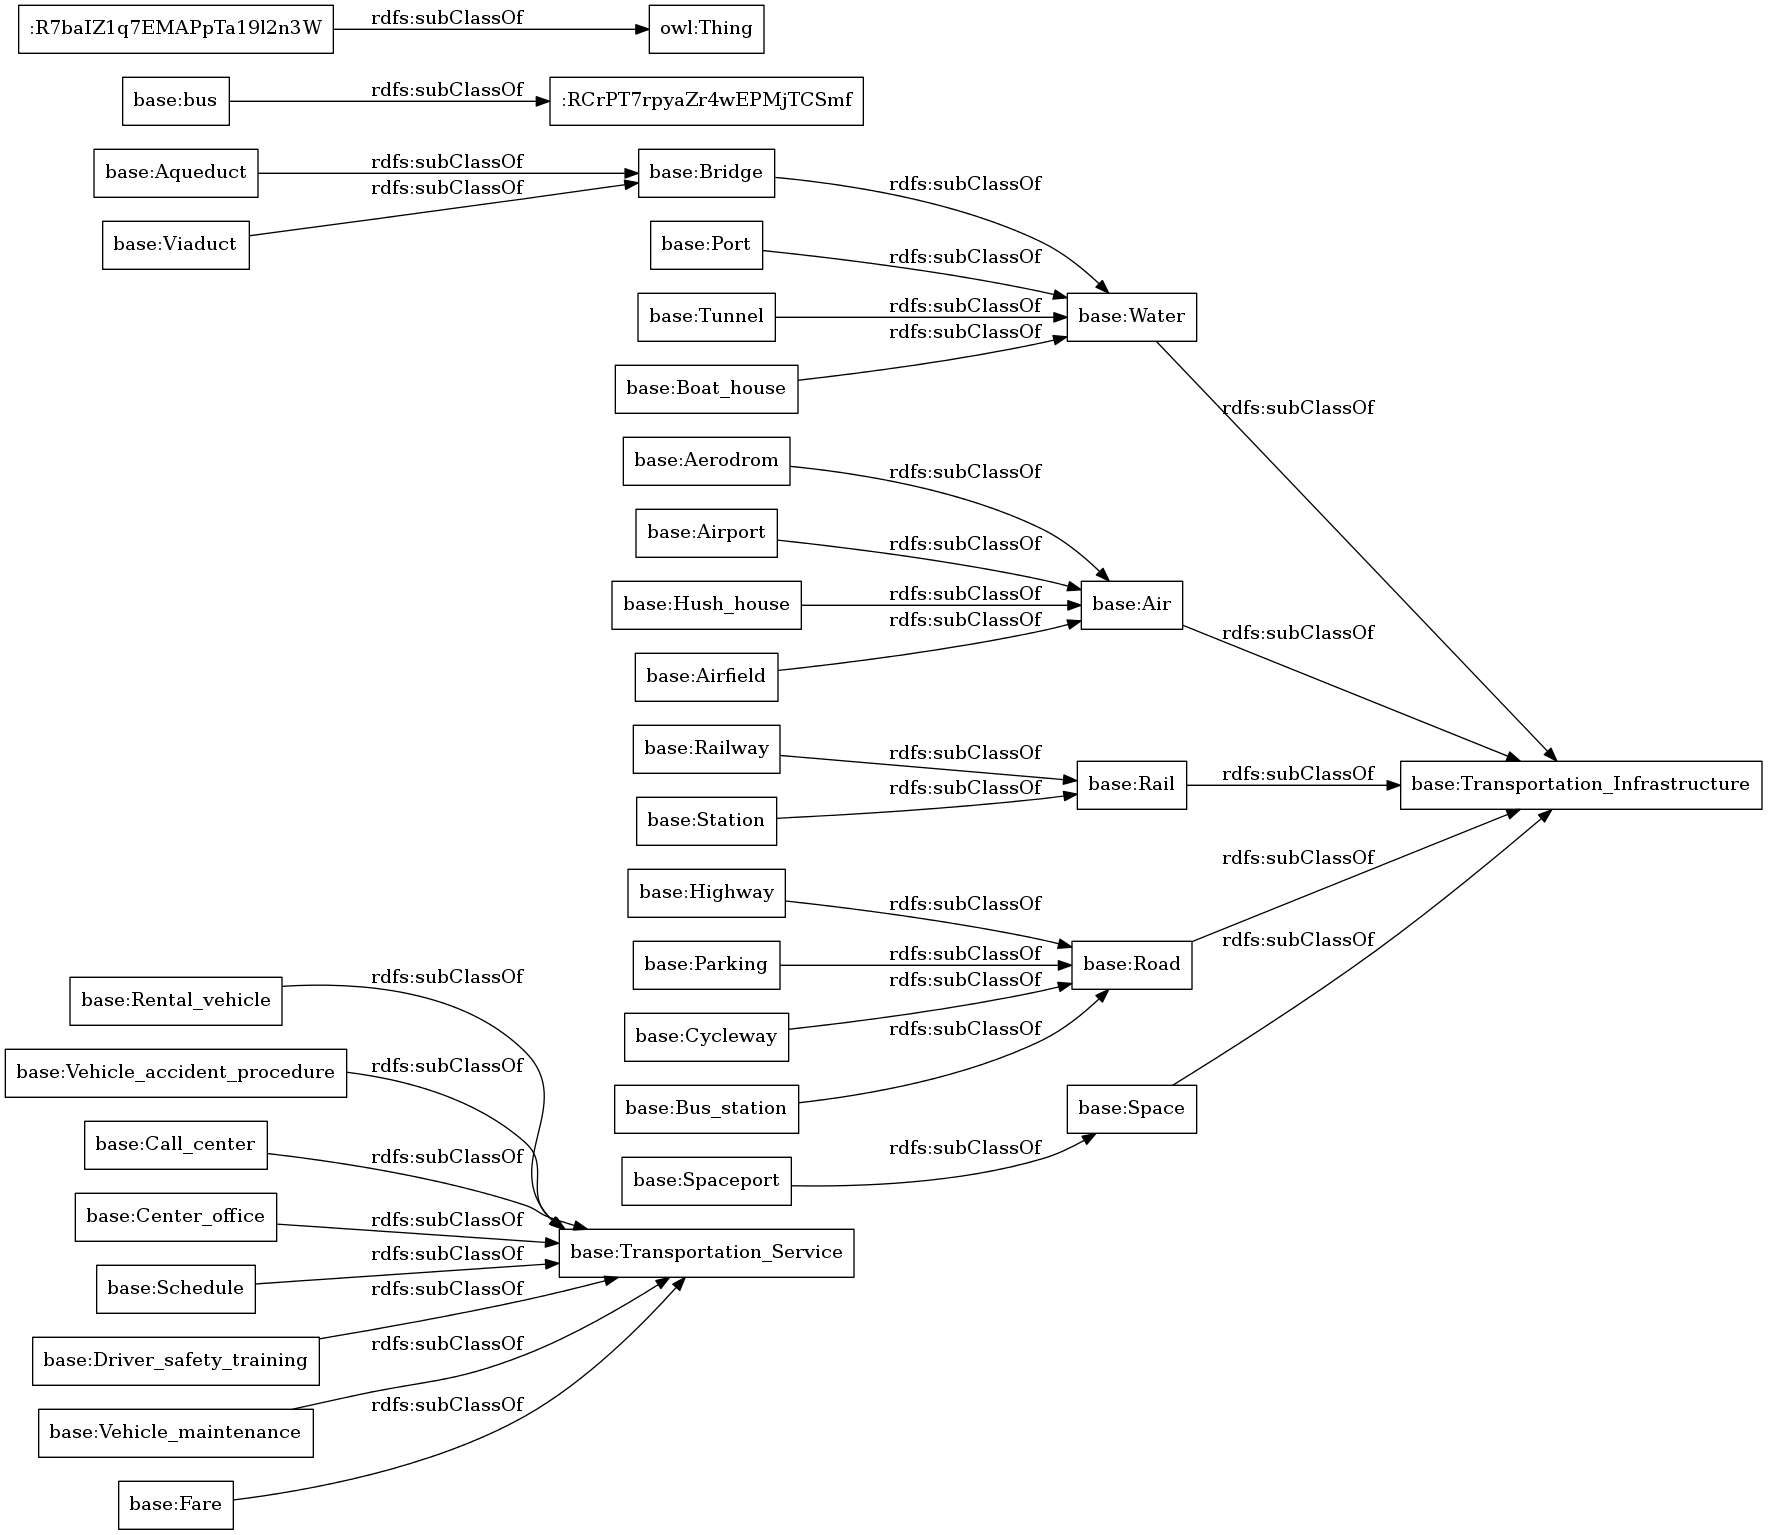 :R7baIZ1q7EMAPpTa19l2n3W
rdfs:subClassOf
owl:Thing
base:bus
rdfs:subClassOf
:RCrPT7rpyaZr4wEPMjTCSmf
base:Aqueduct
rdfs:subClassOf
base:Bridge
rdfs:subClassOf
base:Viaduct
rdfs:subClassOf
base:Port
rdfs:subClassOf
base:Tunnel
rdfs:subClassOf
base:Water
base:Boat_house
rdfs:subClassOf
rdfs:subClassOf
base:Aerodrom
rdfs:subClassOf
base:Airport
rdfs:subClassOf
base:Hush_house
rdfs:subClassOf
base:Air
rdfs:subClassOf
base:Airfield
rdfs:subClassOf
base:Railway
rdfs:subClassOf
base:Rail
rdfs:subClassOf
base:Transportation_Infrastructure
base:Station
rdfs:subClassOf
base:Highway
rdfs:subClassOf
rdfs:subClassOf
base:Parking
rdfs:subClassOf
base:Road
rdfs:subClassOf
base:Cycleway
rdfs:subClassOf
base:Bus_station
rdfs:subClassOf
base:Space
base:Spaceport
rdfs:subClassOf
base:Rental_vehicle
rdfs:subClassOf
base:Vehicle_accident_procedure
rdfs:subClassOf
base:Call_center
rdfs:subClassOf
base:Center_office
rdfs:subClassOf
base:Transportation_Service
base:Schedule
rdfs:subClassOf
base:Driver_safety_training
rdfs:subClassOf
base:Vehicle_maintenance
rdfs:subClassOf
base:Fare
rdfs:subClassOf